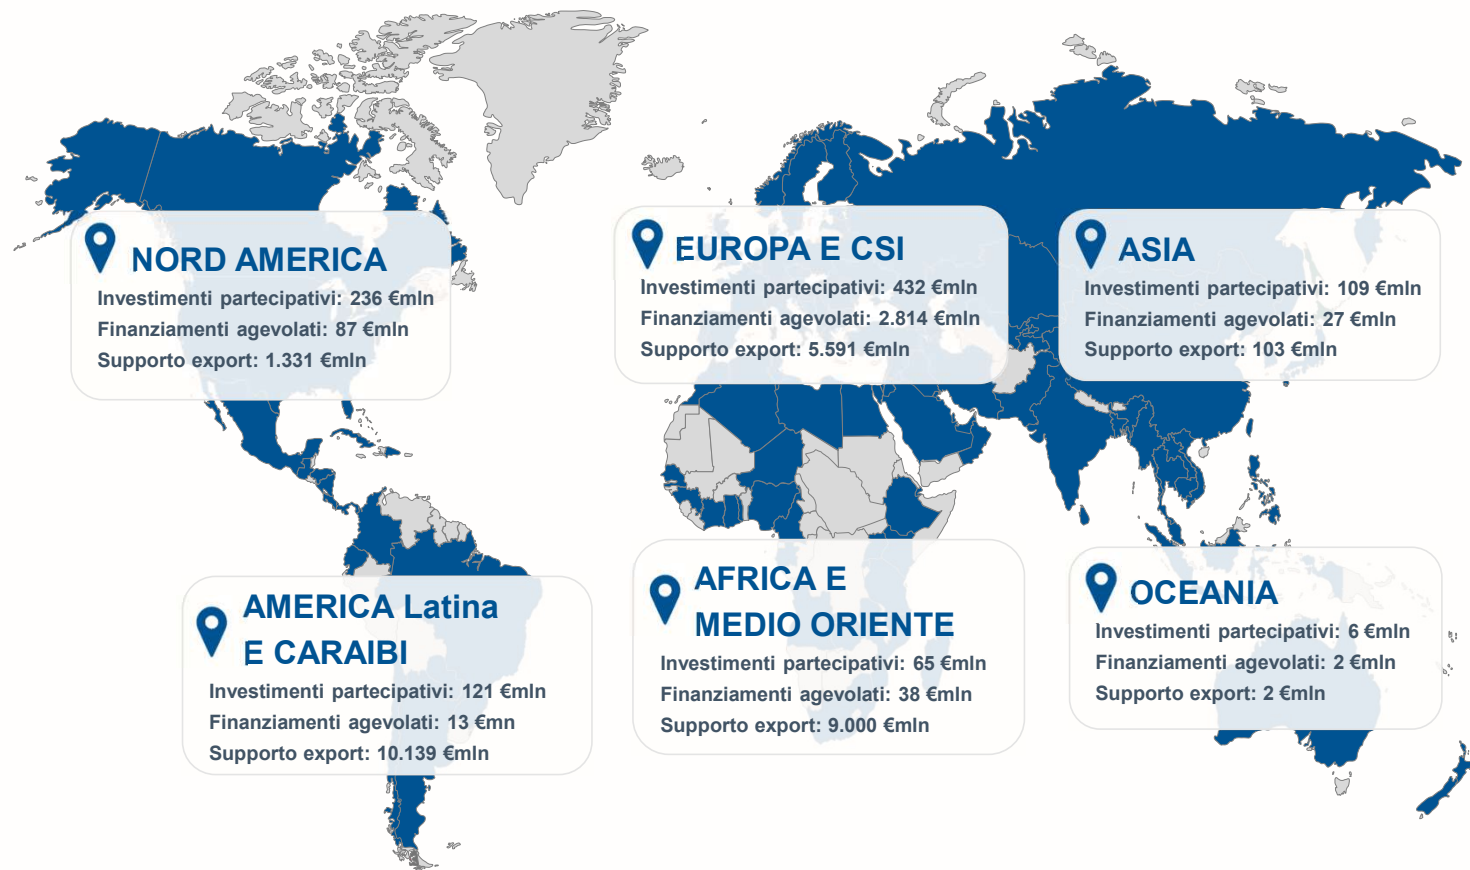 NORD AMERICA
Investimenti partecipativi: 236 €mln
Finanziamenti agevolati: 87 €mln
Supporto export: 1.331 €mln
EUROPA E CSI
Investimenti partecipativi: 432 €mln
Finanziamenti agevolati: 2.814 €mln
Supporto export: 5.591 €mln
ASIA
Investimenti partecipativi: 109 €mln
Finanziamenti agevolati: 27 €mln
Supporto export: 103 €mln
AMERICA Latina
E CARAIBI
Investimenti partecipativi: 121 €mln
Finanziamenti agevolati: 13 €mn
Supporto export: 10.139 €mln
AFRICA E
MEDIO ORIENTE
Investimenti partecipativi: 65 €mln
Finanziamenti agevolati: 38 €mln
Supporto export: 9.000 €mln
OCEANIA
Investimenti partecipativi: 6 €mln
Finanziamenti agevolati: 2 €mln
Supporto export: 2 €mln